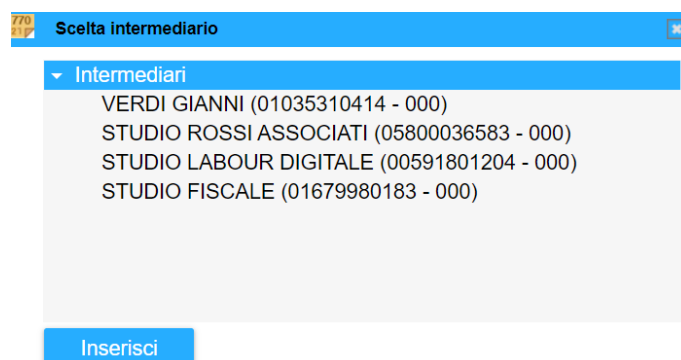 770
21
Scelta intermediario
Intermediari
VERDI GIANNI (01035310414 - 000)
STUDIO ROSSI ASSOCIATI (05800036583 - 000)
STUDIO LABOUR DIGITALE (00591801204 - 000)
STUDIO FISCALE (01679980183 - 000)
Inserisci